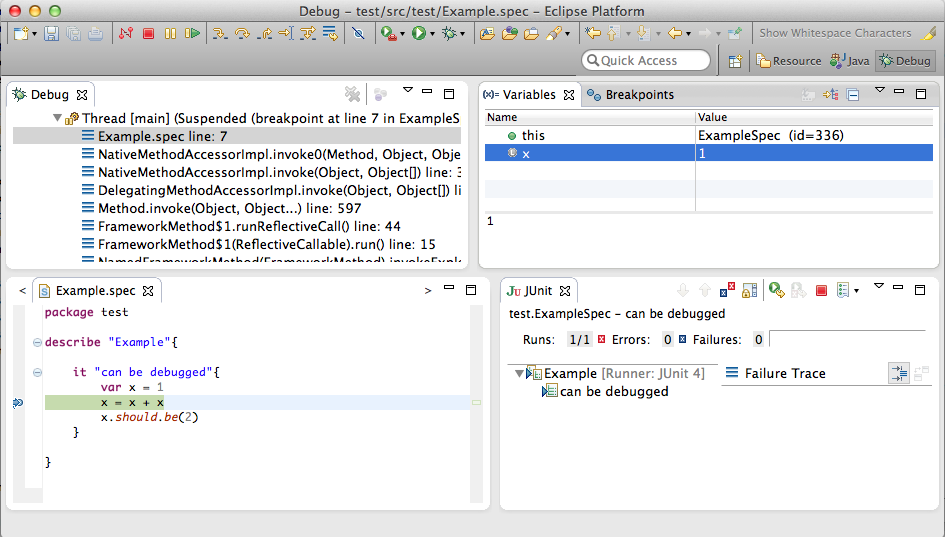 Debug – test/src/test/Example.spec – Eclipse Platform
Show Whitespace Characters
Quick Access
Resource
Java
Debug
Debug
Thread [main] (Suspended (breakpoint at line 7 in ExampleS
Example.spec line: 7
NativeMethodAccessorImpl.invoke0(Method, Object, Obje
NativeMethodAccessorImpl.invoke(Object, Object[]) line: 3
DelegatingMethodAccessorImpl.invoke(Object, Object[]) li
Method.invoke(Object, Object...) line: 597
FrameworkMethod$1.runReflectiveCall() line: 44
FrameworkMethod$1(ReflectiveCallable).run() line: 15
NamedFrameworkMethod(FrameworkMethod).invokeExpl
(x)= Variables
Breakpoints
Name Value
this ExampleSpec (id=336)
x 1
1
Example.spec
package test
describe "Example"{
it "can be debugged"{
var x = 1
x = x + x
x.should.be(2)
}
}
JUnit
test.ExampleSpec – can be debugged
Runs: 1/1 Errors: 0 Failures: 0
Example [Runner: JUnit 4]
Failure Trace
can be debugged